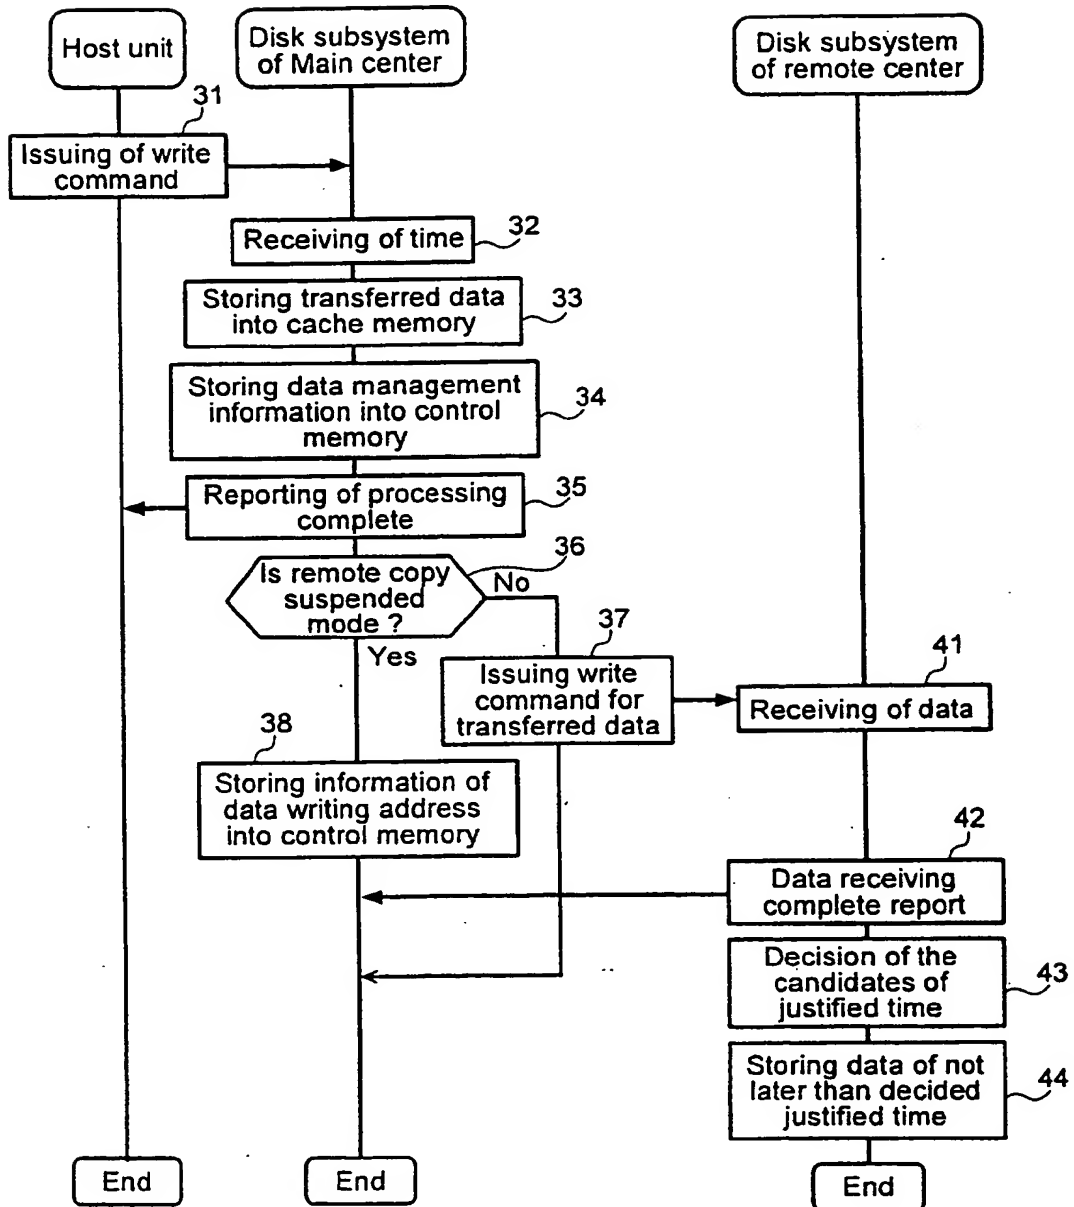 Host unit
Disk subsystem
of Main center
Disk subsystem
of remote center
31
Issuing of write
command
Receiving of time
32
Storing transferred data
into cache memory
33
Storing data management
information into control
memory
34
Reporting of processing
complete
35
Is remote copy
suspended
mode ?
36
No
Yes
37
Issuing write
command for
transferred data
41
Receiving of data
38
Storing information of
data writing address
into control memory
42
Data receiving
complete report
Decision of the
candidates of
justified time
43
Storing data of not
later than decided
justified time
44
End
End
End